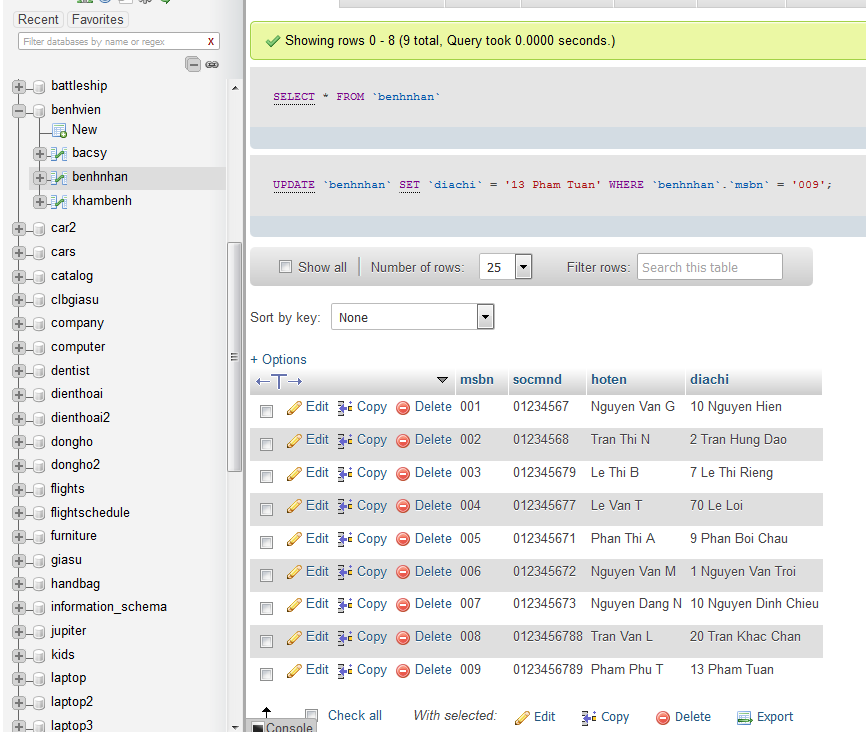 Recent Favorites
Filter databases by name or regex X
battleship
benhvien
New
bacsy
benhnhan
khambenh
car2
cars
catalog
clbgiasu
company
computer
dentist
dienthoai
dienthoai2
dongho
dongho2
flights
flightschedule
furniture
giasu
handbag
information_schema
jupiter
kids
laptop
laptop2
laptop3
Showing rows 0 - 8 (9 total, Query took 0.0000 seconds.)
SELECT * FROM `benhnhan`
UPDATE `benhnhan` SET `diachi` = '13 Pham Tuan' WHERE `benhnhan`.`msbn` = '009';
Show all Number of rows: 25 Filter rows: Search this table
Sort by key: None
+ Options
msbn socmnd hoten diachi
Edit Copy Delete 001 01234567 Nguyen Van G 10 Nguyen Hien
Edit Copy Delete 002 01234568 Tran Thi N 2 Tran Hung Dao
Edit Copy Delete 003 012345679 Le Thi B 7 Le Thi Rieng
Edit Copy Delete 004 012345677 Le Van T 70 Le Loi
Edit Copy Delete 005 012345671 Phan Thi A 9 Phan Boi Chau
Edit Copy Delete 006 012345672 Nguyen Van M 1 Nguyen Van Troi
Edit Copy Delete 007 012345673 Nguyen Dang N 10 Nguyen Dinh Chieu
Edit Copy Delete 008 0123456788 Tran Van L 20 Tran Khac Chan
Edit Copy Delete 009 0123456789 Pham Phu T 13 Pham Tuan
Check all With selected: Edit Copy Delete Export
Console